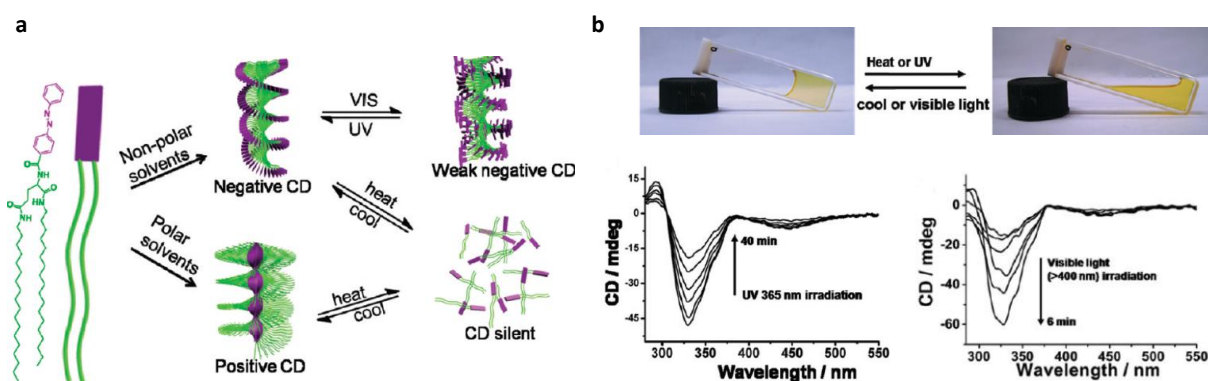 a
Non-polar
solvents
Negative CD
VIS
UV
Weak negative CD
heat
cool
Polar
solvents
Positive CD
heat
cool
CD silent
N
N
O
NH
O
HN
O
NH
b
Heat or UV
cool or visible light
CD / mdeg
15
0
-15
-30
-45
40 min
UV 365 nm irradiation
300 350 400 450 500 550
Wavelength / nm
CD / mdeg
0
-20
-40
-60
Visible light
(>400 nm) irradiation
6 min
300 350 400 450 500 550
Wavelength / nm